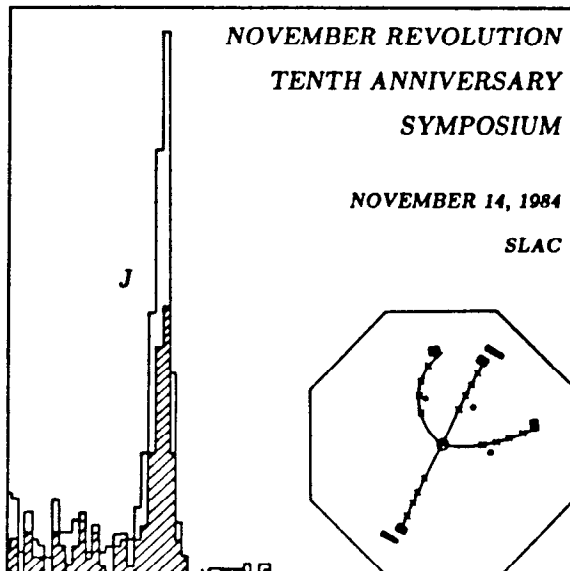 NOVEMBER REVOLUTION
TENTH ANNIVERSARY
SYMPOSIUM
NOVEMBER 14, 1984
SLAC
J